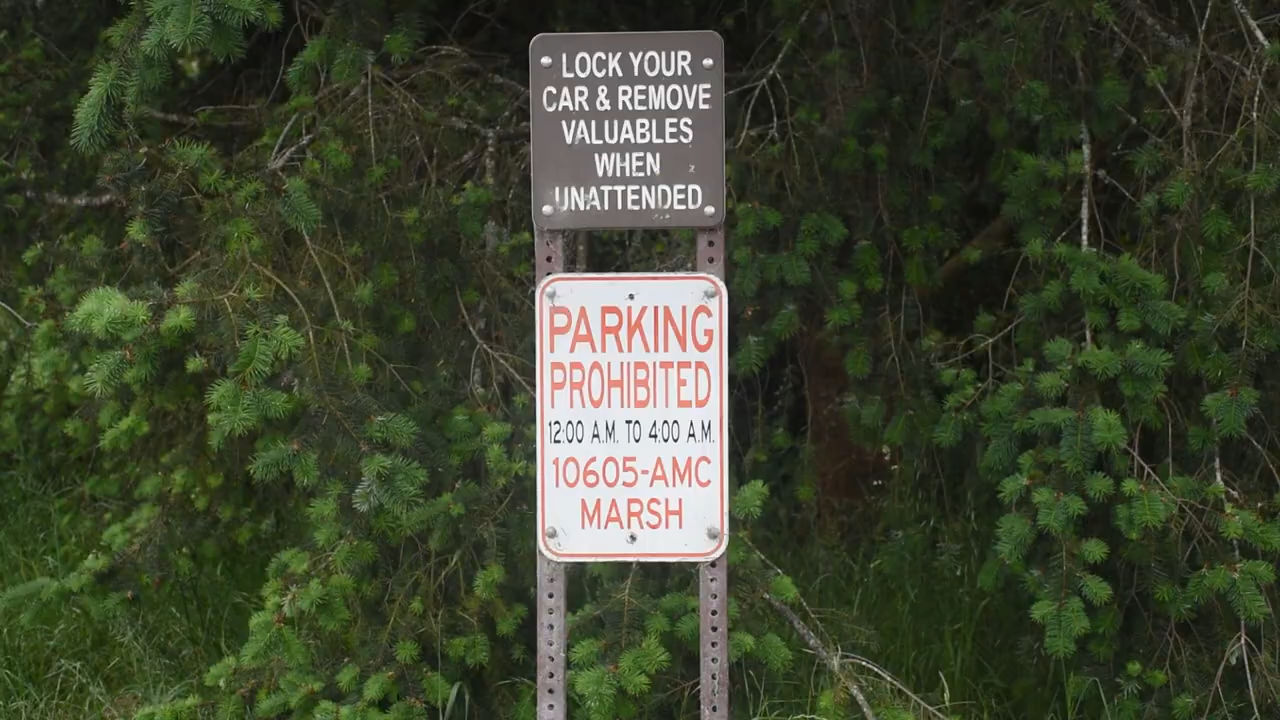 LOCK YOUR
CAR & REMOVE
VALUABLES
WHEN
UNATTENDED
PARKING
PROHIBITED
12:00 A.M. TO 4:00 A.M.
10605-AMC
MARSH